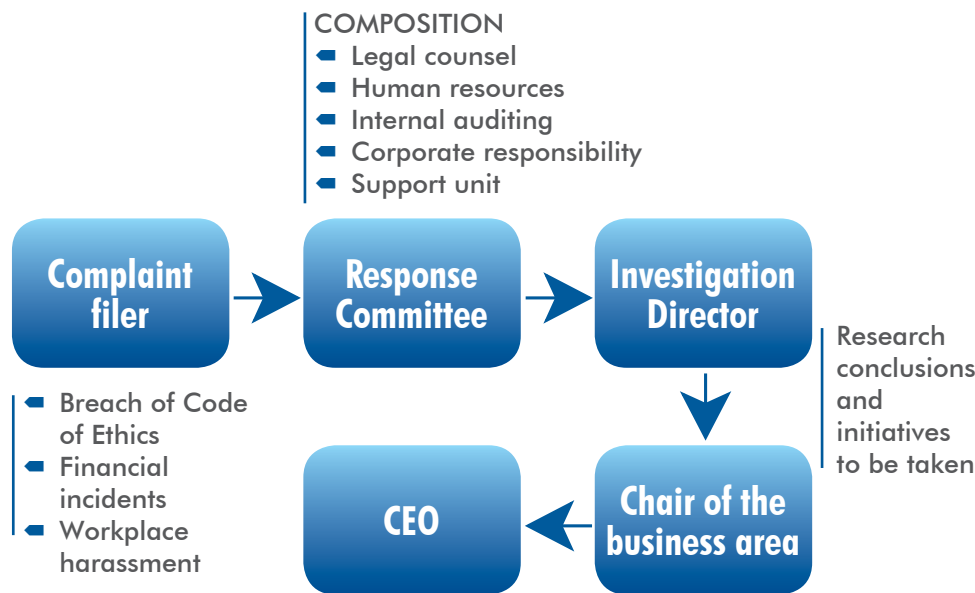 COMPOSITION
Legal counsel
Human resources
Internal auditing
Corporate responsibility
Support unit
Complaint
filer
Response
Committee
Investigation
Director
Research
conclusions
and
initiatives
to be taken
Breach of Code
of Ethics
Financial
incidents
Workplace
harassment
CEO
Chair of the
business area